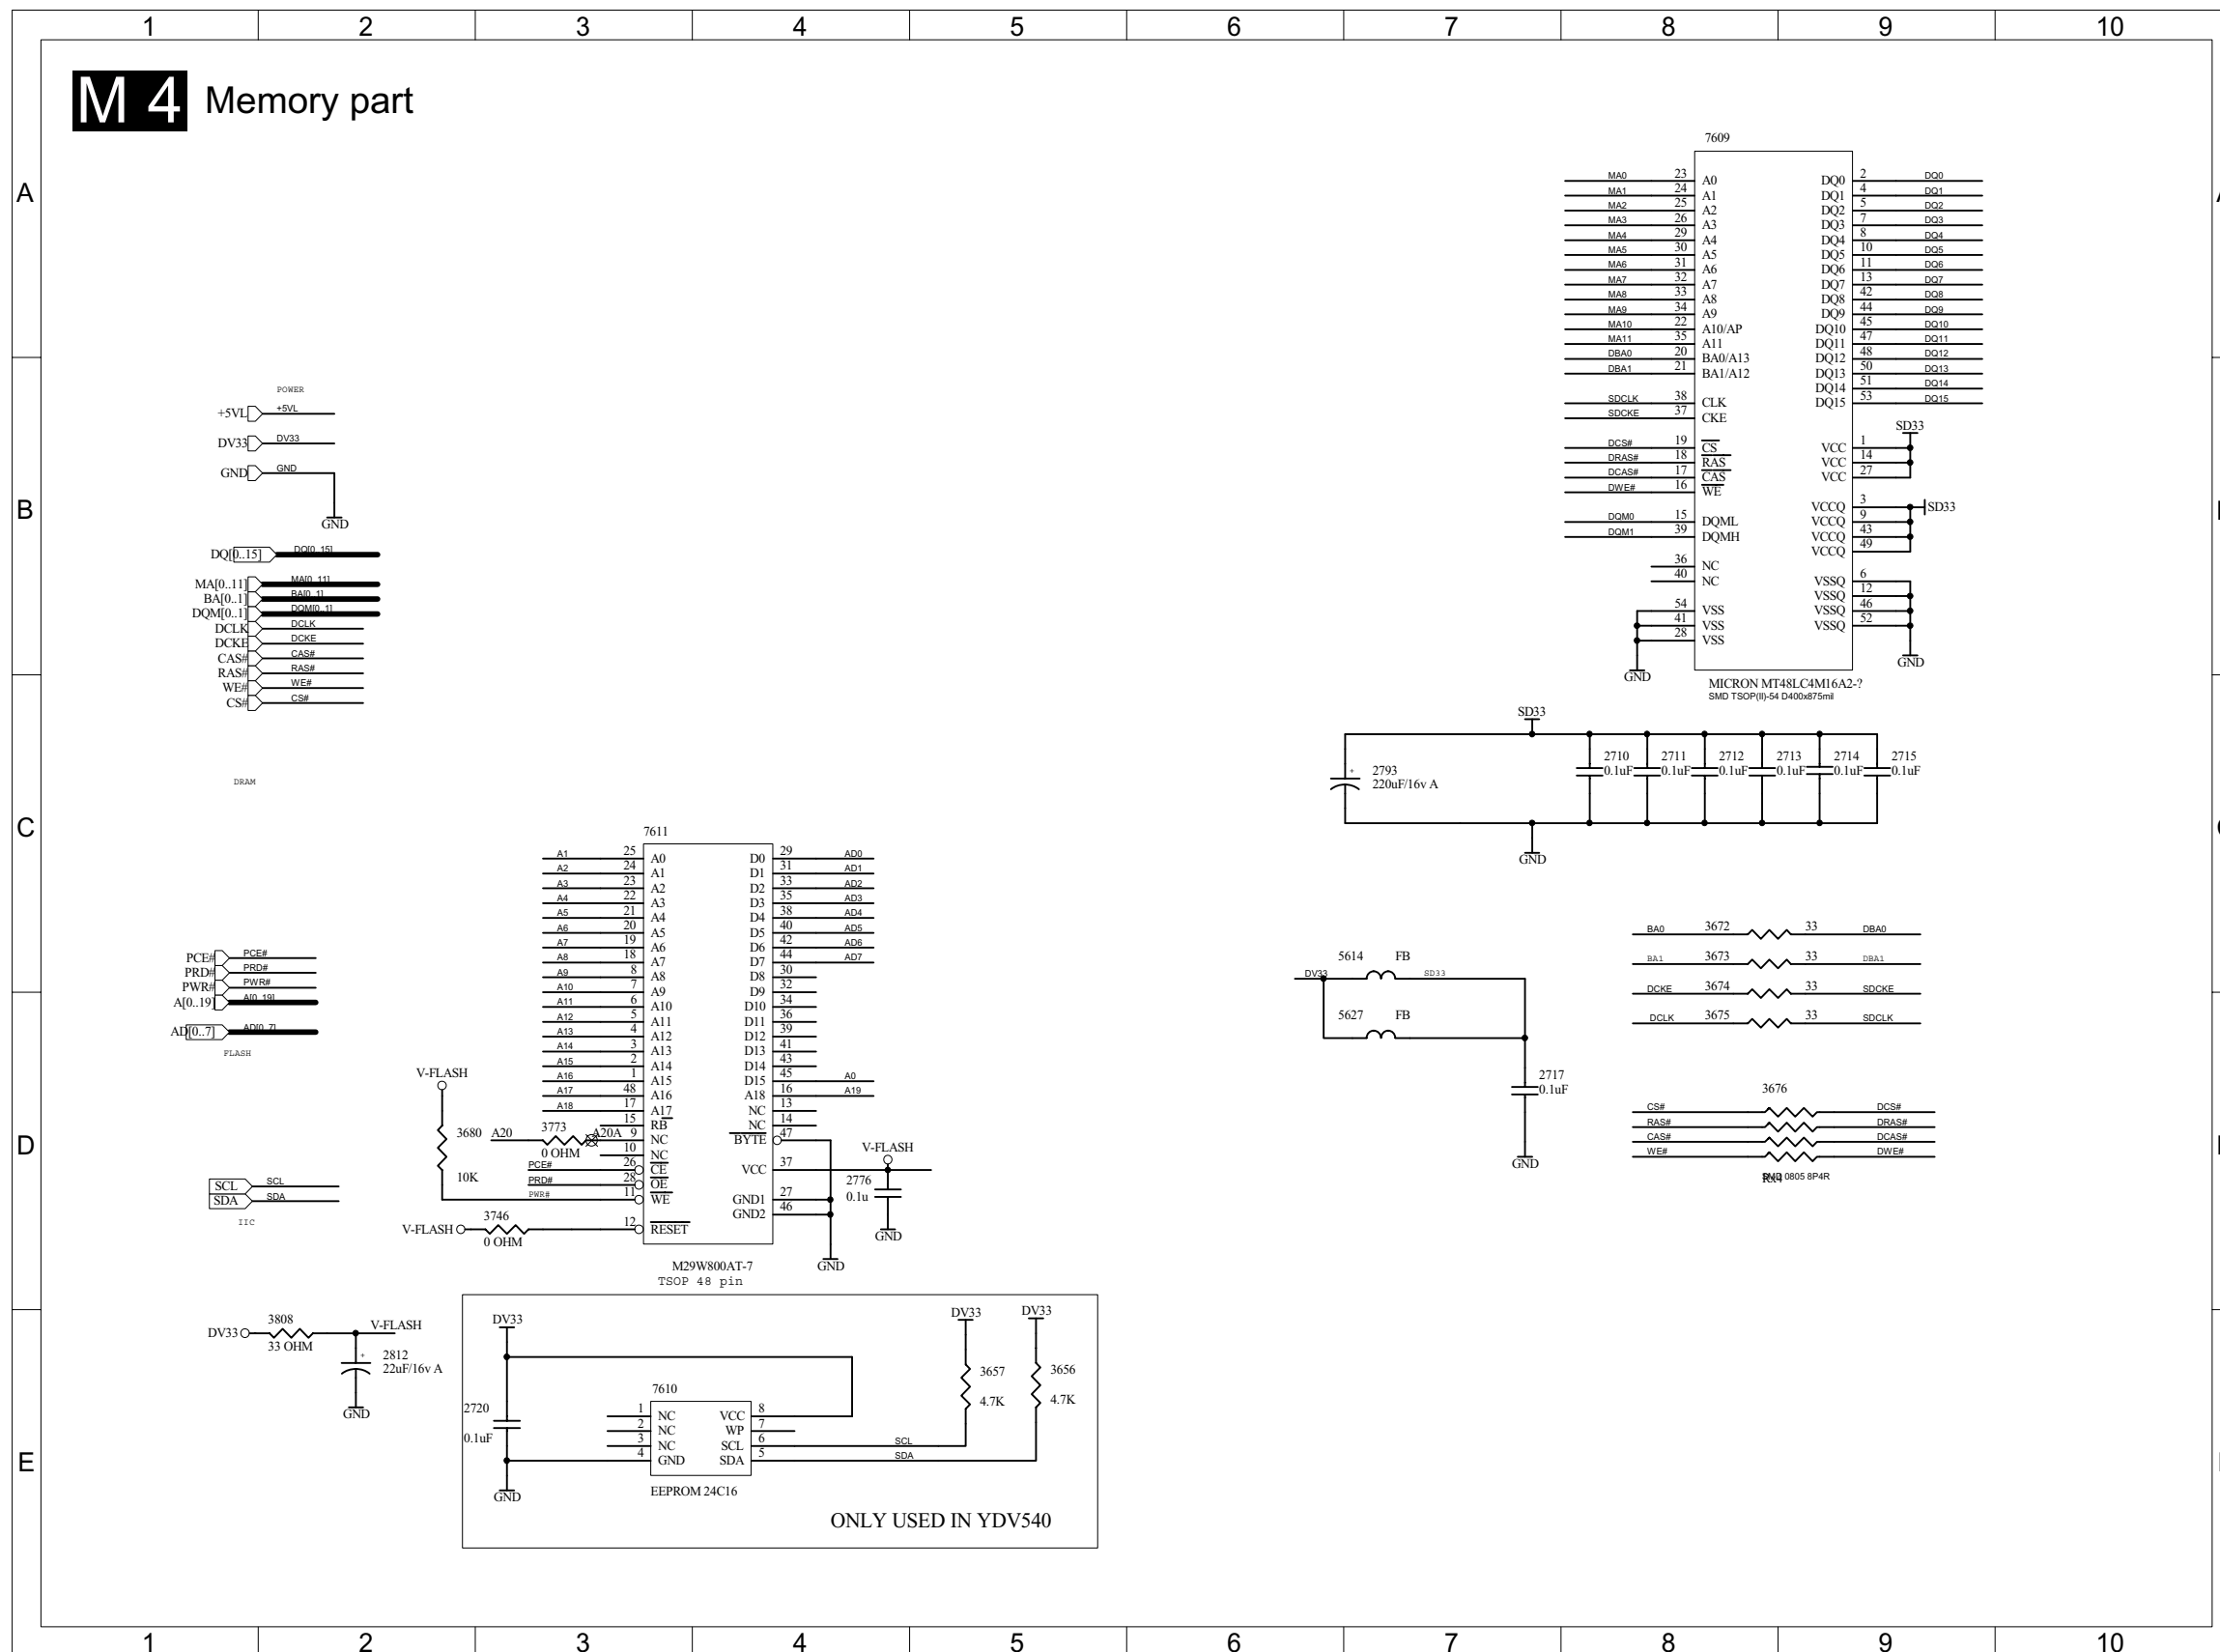 1 2 3 4 5 6 7 8 9 10
M 4 Memory part
A
B
C
D
E
POWER
+5VL +5VL
DV33 DV33
GND GND
GND
DQ[0..15] DQ[0..15]
MA[0..11] MA[0..11]
BA[0..1] BA[0..1]
DQM[0..1] DQM[0..1]
DCLK DCLK
DCKE DCKE
CAS# CAS#
RAS# RAS#
WE# WE#
CS# CS#
DRAM
PCE# PCE#
PRD# PRD#
PWR# PWR#
A[0..19] A[0..19]
AD[0..7] AD[0..7]
FLASH
SCL SCL
SDA SDA
IIC
7609
MA0 23 A0 DQ0 2 DQ0
MA1 24 A1 DQ1 4 DQ1
MA2 25 A2 DQ2 5 DQ2
MA3 26 A3 DQ3 7 DQ3
MA4 29 A4 DQ4 8 DQ4
MA5 30 A5 DQ5 10 DQ5
MA6 31 A6 DQ6 11 DQ6
MA7 32 A7 DQ7 13 DQ7
MA8 33 A8 DQ8 42 DQ8
MA9 34 A9 DQ9 44 DQ9
MA10 22 A10/AP DQ10 45 DQ10
MA11 35 A11 DQ11 47 DQ11
DBA0 20 BA0/A13 DQ12 48 DQ12
DBA1 21 BA1/A12 DQ13 50 DQ13
DQ14 51 DQ14
SDCLK 38 CLK DQ15 53 DQ15
SDCKE 37 CKE
SD33
DCS# 19 CS VCC 1
DRAS# 18 RAS VCC 14
DCAS# 17 CAS VCC 27
DWE# 16 WE
VCCQ 3 SD33
DQM0 15 DQML VCCQ 9
DQM1 39 DQMH VCCQ 43
VCCQ 49
36 NC
40 NC VSSQ 6
VSSQ 12
54 VSS VSSQ 46
41 VSS VSSQ 52
28 VSS
GND GND
MICRON MT48LC4M16A2-?
SMD TSOP(II)-54 D400x875mil
SD33
2793
220uF/16v A
2710 2711 2712 2713 2714 2715
0.1uF 0.1uF 0.1uF 0.1uF 0.1uF 0.1uF
GND
5614 FB
DV33 SD33
5627 FB
2717
0.1uF
GND
BA0 3672 33 DBA0
BA1 3673 33 DBA1
DCKE 3674 33 SDCKE
DCLK 3675 33 SDCLK
3676
CS# DCS#
RAS# DRAS#
CAS# DCAS#
WE# DWE#
SMD 0805 8P4R
7611
A1 25 A0 D0 29 AD0
A2 24 A1 D1 31 AD1
A3 23 A2 D2 33 AD2
A4 22 A3 D3 35 AD3
A5 21 A4 D4 38 AD4
A6 20 A5 D5 40 AD5
A7 19 A6 D6 42 AD6
A8 18 A7 D7 44 AD7
A9 8 A8 D8 30
A10 7 A9 D9 32
A11 6 A10 D10 34
A12 5 A11 D11 36
A13 4 A12 D12 39
A14 3 A13 D13 41
A15 2 A14 D14 43
A16 1 A15 D15 45 A0
A17 48 A16 A18 16 A19
A18 17 A17 NC 13
15 RB NC 14
A20 3773 0 OHM A20A 9 NC BYTE 47
10 NC
PCE# 26 CE VCC 37
PRD# 28 OE
PWR# 11 WE GND1 27
GND2 46
12 RESET
V-FLASH
3680
10K
V-FLASH 3746
0 OHM
V-FLASH
2776
0.1u
GND
GND
M29W800AT-7
TSOP 48 pin
DV33 3808 V-FLASH
33 OHM
2812
22uF/16v A
GND
DV33 DV33 DV33
3657 3656
4.7K 4.7K
2720
0.1uF
7610
1 NC VCC 8
2 NC WP 7
3 NC SCL 6 SCL
4 GND SDA 5 SDA
GND
EEPROM 24C16
ONLY USED IN YDV540
1 2 3 4 5 6 7 8 9 10